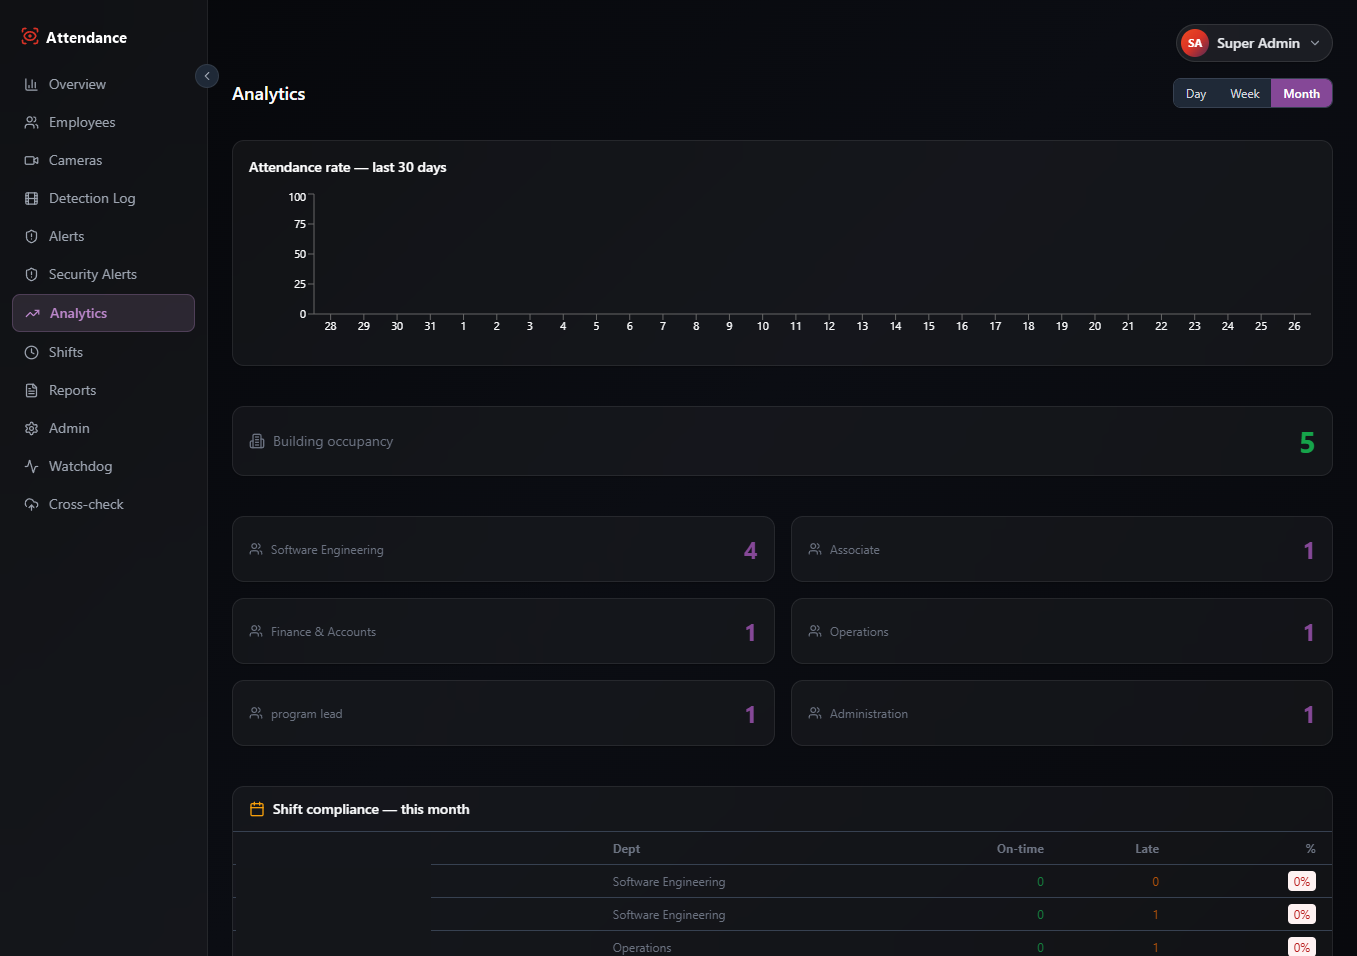 Attendance
Overview
Employees
Cameras
Detection Log
Alerts
Security Alerts
Analytics
Shifts
Reports
Admin
Watchdog
Cross-check
SA Super Admin
Analytics
Day Week Month
Attendance rate — last 30 days
100
75
50
25
0
28 29 30 31 1 2 3 4 5 6 7 8 9 10 11 12 13 14 15 16 17 18 19 20 21 22 23 24 25 26
Building occupancy 5
Software Engineering 4
Associate 1
Finance & Accounts 1
Operations 1
program lead 1
Administration 1
Shift compliance — this month
Dept On-time Late %
Software Engineering 0 0 0%
Software Engineering 0 1 0%
Operations 0 1 0%